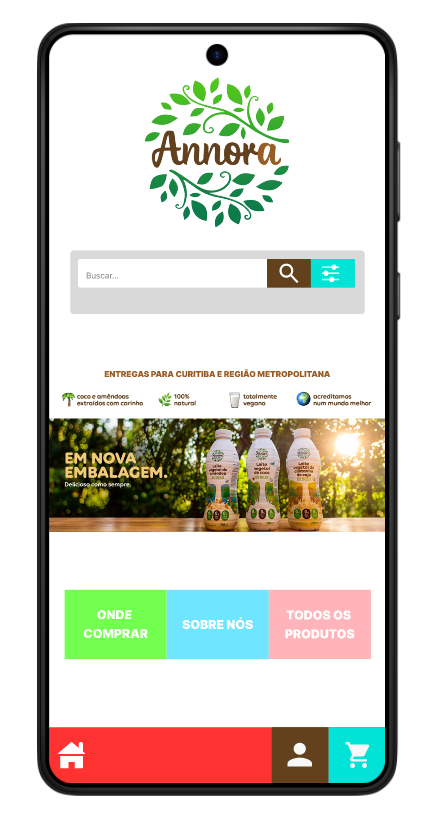 Annora
Buscar...
ENTREGAS PARA CURITIBA E REGIÃO METROPOLITANA
coco e amêndoas
extraídos com carinho
100%
natural
totalmente
vegano
acreditamos
num mundo melhor
EM NOVA
EMBALAGEM.
Delicioso como sempre.
ONDE
COMPRAR
SOBRE NÓS
TODOS OS
PRODUTOS